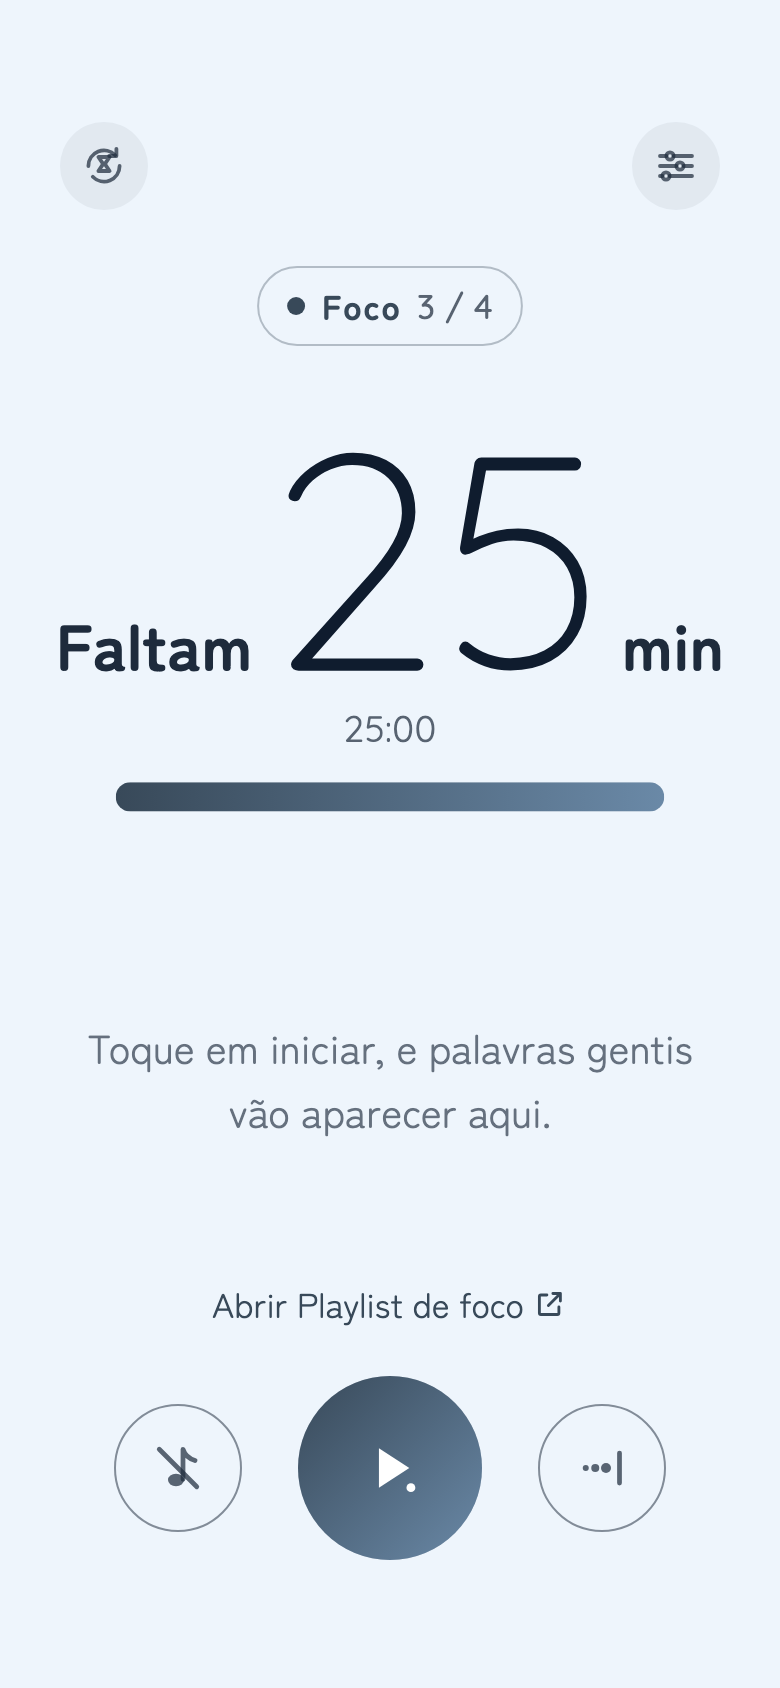 Foco 3 / 4
Faltam 25 min
25:00
Toque em iniciar, e palavras gentis
vão aparecer aqui.
Abrir Playlist de foco